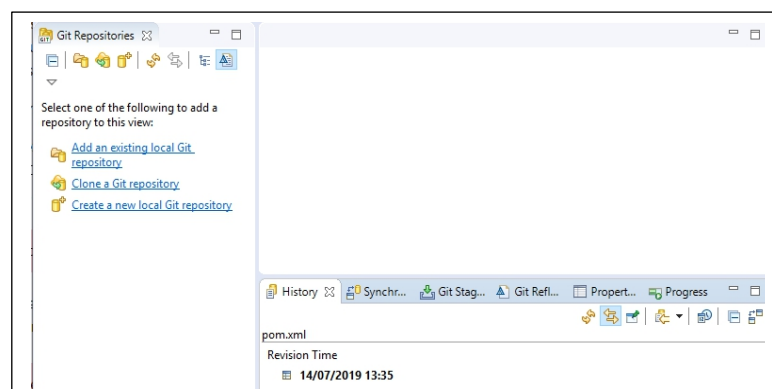 Git Repositories
Select one of the following to add a
repository to this view:
Add an existing local Git
repository
Clone a Git repository
Create a new local Git repository
History
Synchr...
Git Stag...
Git Refl...
Propert...
Progress
pom.xml
Revision Time
14/07/2019 13:35